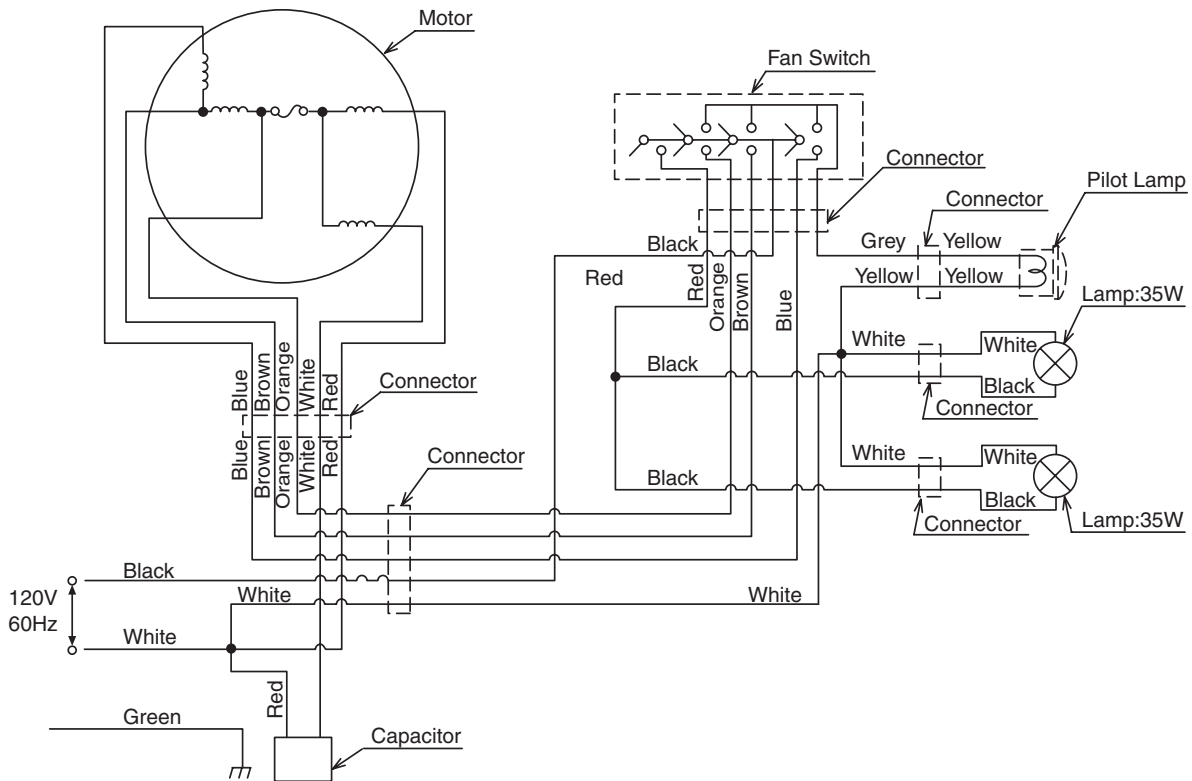 Motor
Fan Switch
Connector
Pilot Lamp
Connector
Black
Grey
Yellow
Red
Red
Orange
Brown
Blue
Yellow
Yellow
Lamp:35W
White
White
Black
Black
Connector
Blue
Brown
Orange
White
Red
Connector
Blue
Brown
Orange
White
Red
Connector
White
White
Black
Black
Connector
Lamp:35W
Black
120V
60Hz
White
White
White
Red
Green
Capacitor